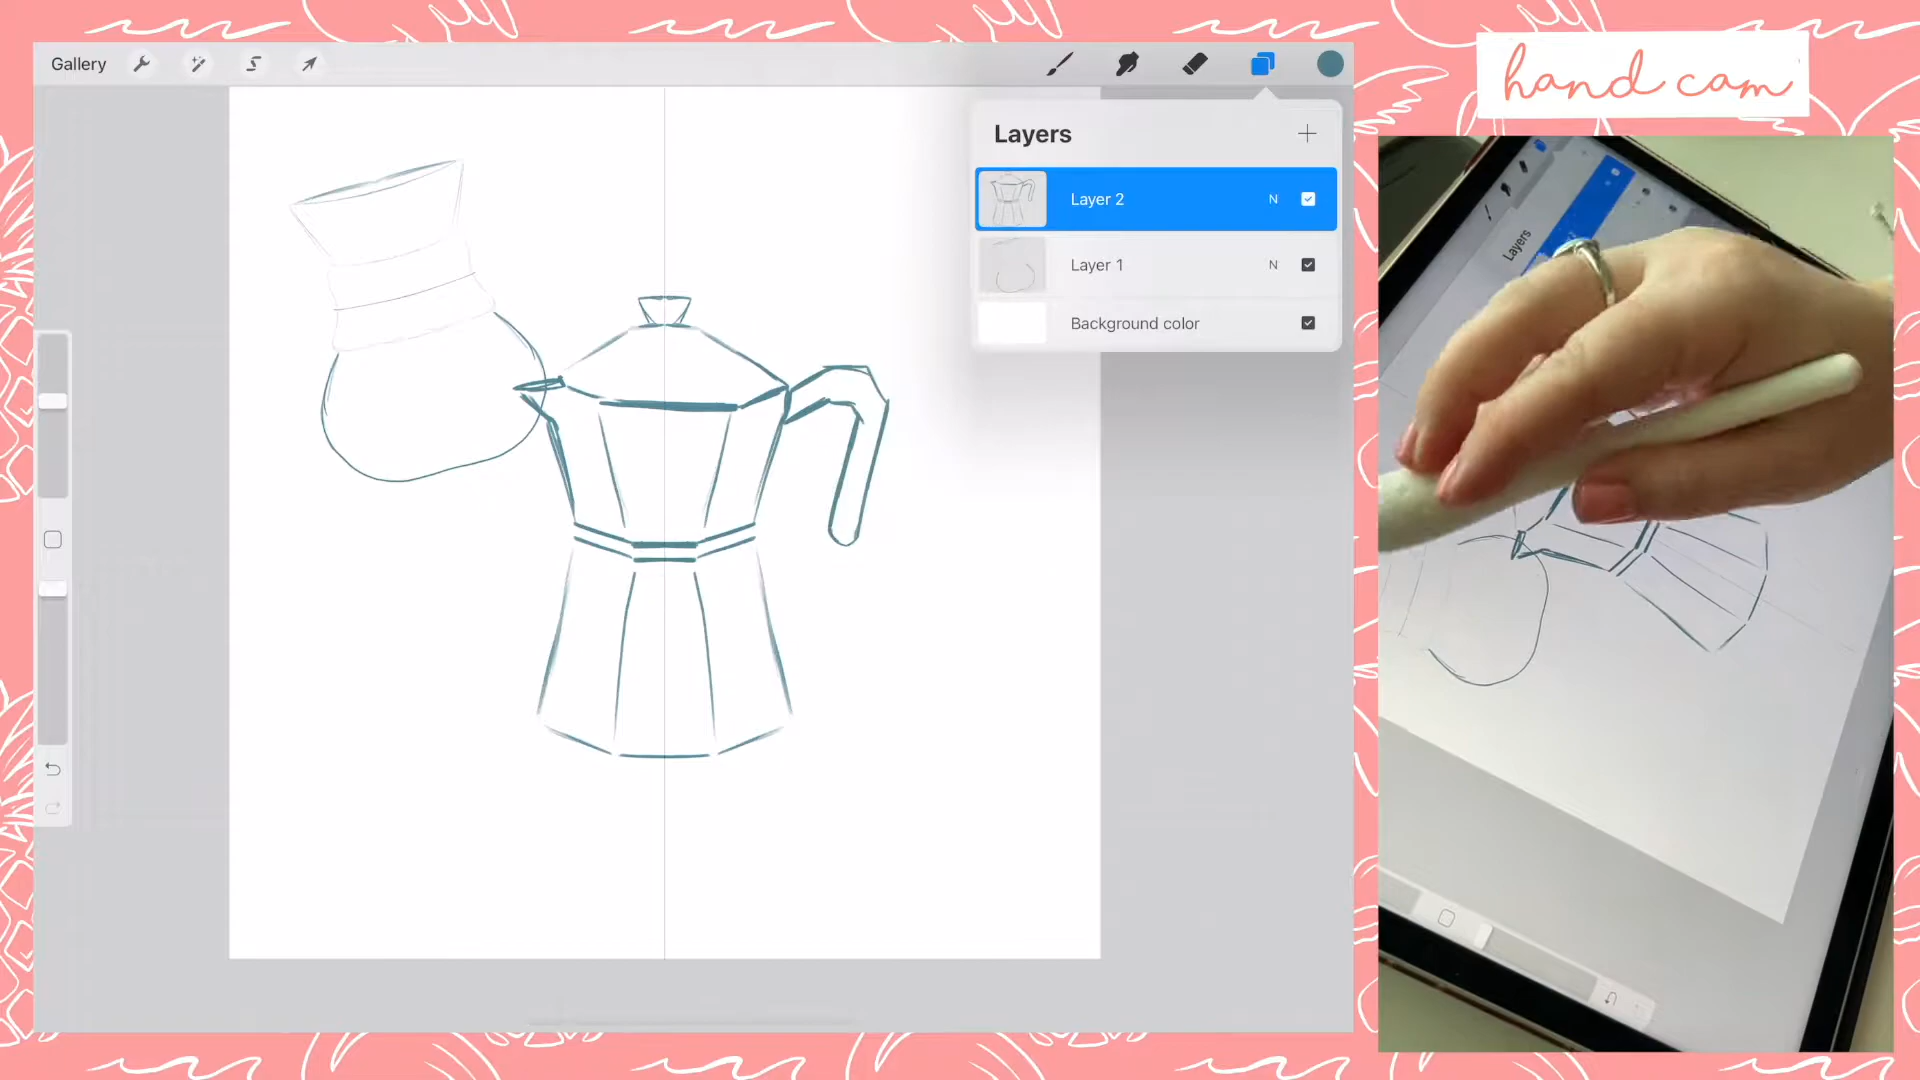 Gallery
Layers
Layer 2 N
Layer 1 N
Background color
hand cam
Layers